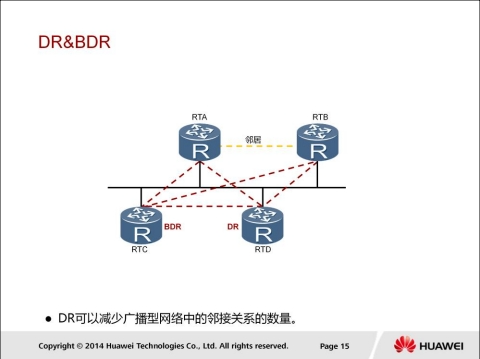 DR&BDR
RTA
RTB
邻居
R
R
BDR
DR
R
R
RTC
RTD
● DR可以减少广播型网络中的邻接关系的数量。
Copyright © 2014 Huawei Technologies Co., Ltd. All rights reserved.
Page 15
HUAWEI